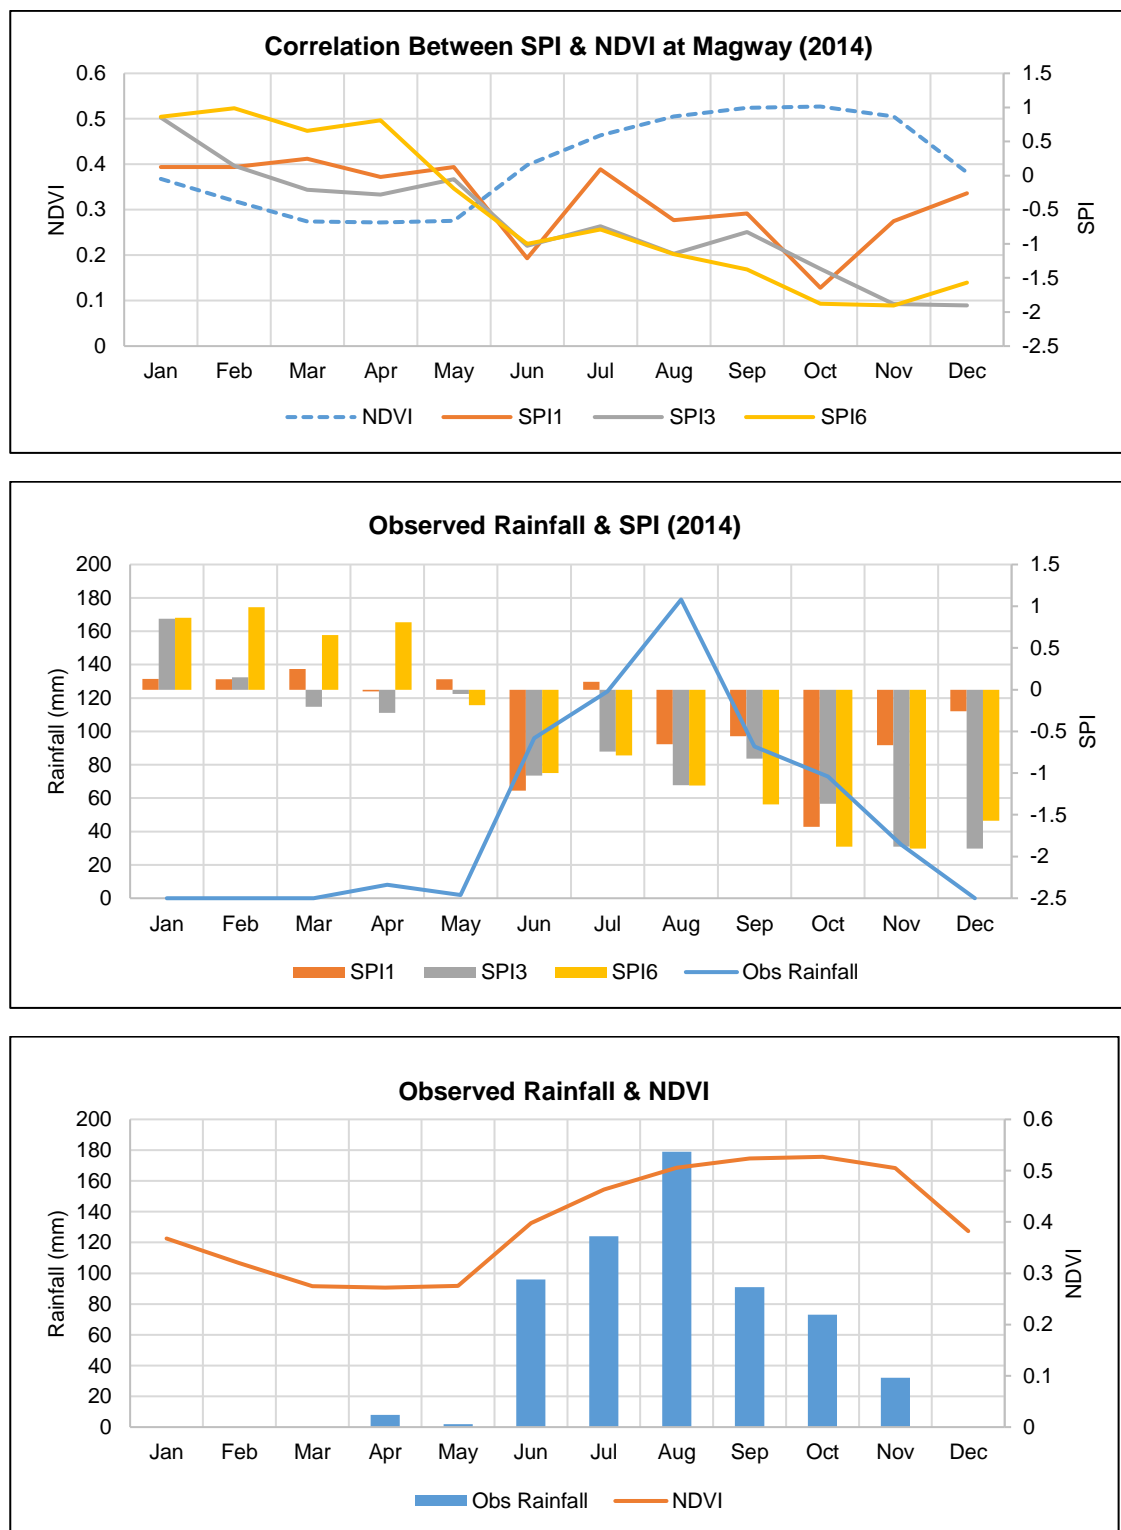 Correlation Between SPI & NDVI at Magway (2014)
0.6 1.5
0.5 1
0.4 0.5
0.3 0
0.2 -0.5
0.1 -1
0 -1.5
-2
-2.5
NDVI
SPI
Jan Feb Mar Apr May Jun Jul Aug Sep Oct Nov Dec
NDVI SPI1 SPI3 SPI6
Observed Rainfall & SPI (2014)
200 1.5
180 1
160 0.5
140 0
120 -0.5
100 -1
80 -1.5
60 -2
40 -2.5
20
0
Rainfall (mm)
SPI
Jan Feb Mar Apr May Jun Jul Aug Sep Oct Nov Dec
SPI1 SPI3 SPI6 Obs Rainfall
Observed Rainfall & NDVI
200 0.6
180 0.5
160 0.4
140 0.3
120 0.2
100 0.1
80 0
60
40
20
0
Rainfall (mm)
NDVI
Jan Feb Mar Apr May Jun Jul Aug Sep Oct Nov Dec
Obs Rainfall NDVI